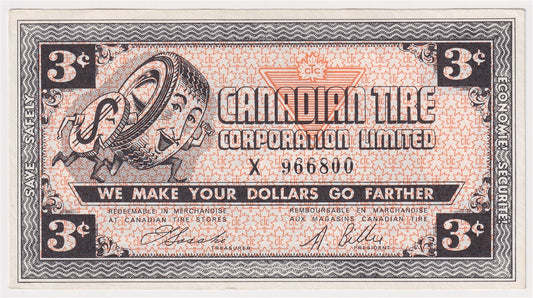 3¢ 3¢
CTC
SAVE SAFELY
ÉCONOMIE SÉCURITÉ
CANADIAN TIRE
CORPORATION LIMITED
X 966800
WE MAKE YOUR DOLLARS GO FARTHER
REDEEMABLE IN MERCHANDISE
AT CANADIAN TIRE STORES
REMBOURSABLE EN MARCHANDISE
AUX MAGASINS CANADIAN TIRE
TREASURER
PRESIDENT
3¢ 3¢